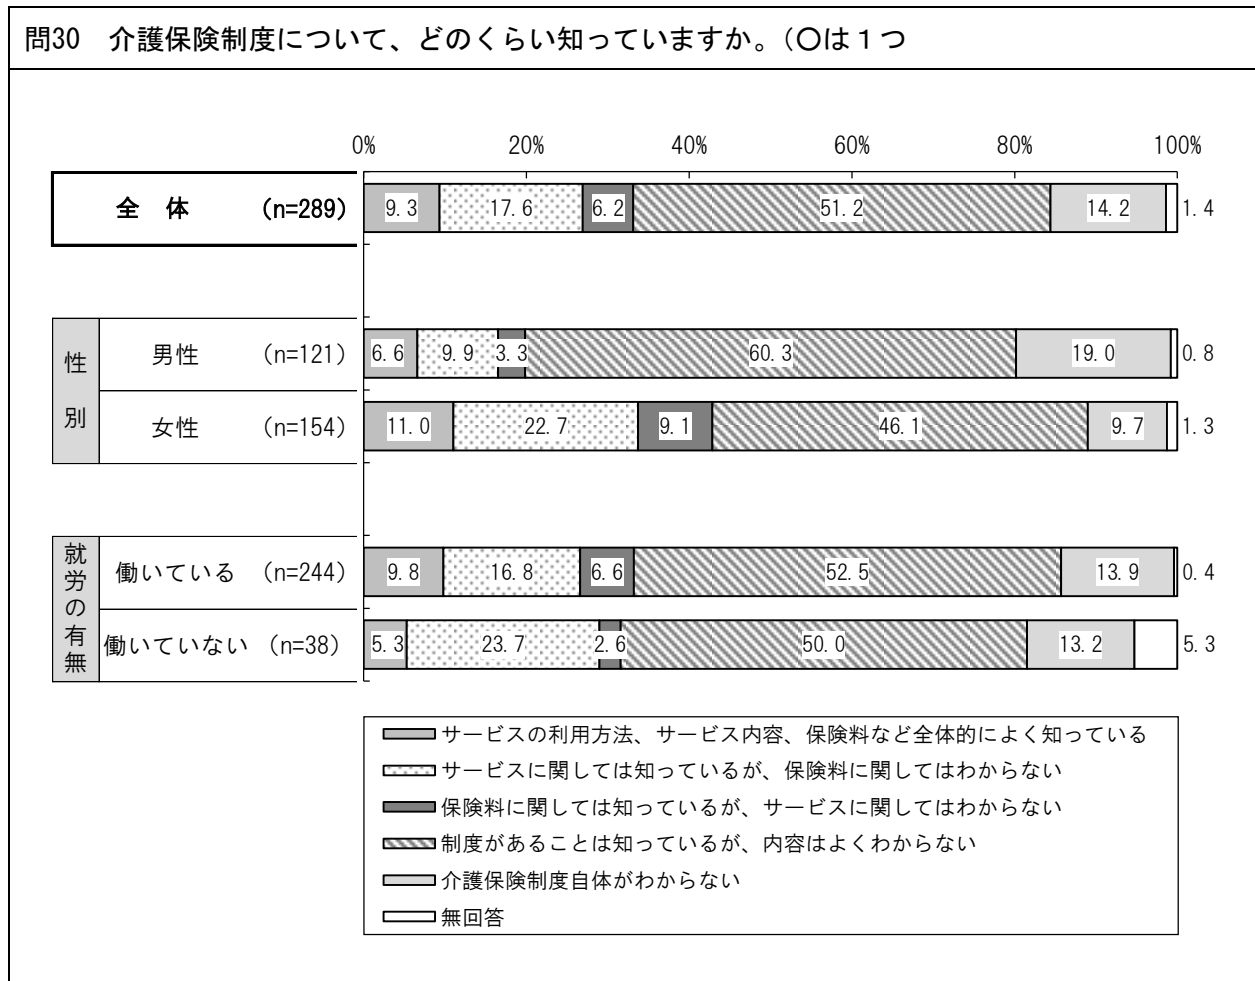 問30　介護保険制度について、どのくらい知っていますか。（〇は１つ
0% 20% 40% 60% 80% 100%
全　体 (n=289) 9.3 17.6 6.2 51.2 14.2 1.4
性別
男性 (n=121) 6.6 9.9 3.3 60.3 19.0 0.8
女性 (n=154) 11.0 22.7 9.1 46.1 9.7 1.3
就労の有無
働いている (n=244) 9.8 16.8 6.6 52.5 13.9 0.4
働いていない (n=38) 5.3 23.7 2.6 50.0 13.2 5.3
サービスの利用方法、サービス内容、保険料など全体的によく知っている
サービスに関しては知っているが、保険料に関してはわからない
保険料に関しては知っているが、サービスに関してはわからない
制度があることは知っているが、内容はよくわからない
介護保険制度自体がわからない
無回答